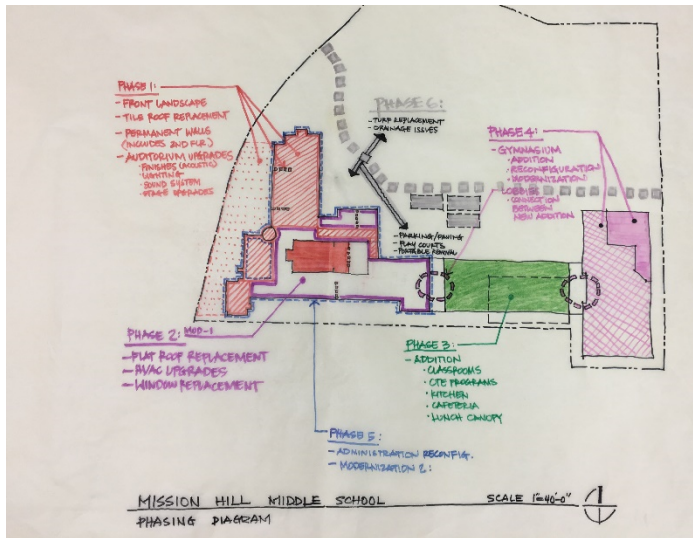 PHASE 1:
- FRONT LANDSCAPE
- TILE ROOF REPLACEMENT
- PERMANENT WALLS
(INCLUDES 2ND FLR)
- AUDITORIUM UPGRADES
· FINISHES (ACOUSTIC)
· LIGHTING
· SOUND SYSTEM
· STAGE UPGRADES
PHASE 6:
- TURF REPLACEMENT
- DRAINAGE ISSUES
- PARKING/PAVING
- PLAY COURTS
- PORTABLE REMOVAL
PHASE 4:
- GYMNASIUM
· ADDITION
· RECONFIGURATION
· MODERNIZATION
- LOBBIES
· CONNECTION
BETWEEN
NEW ADDITION
PHASE 2: MOD-1
- FLAT ROOF REPLACEMENT
- HVAC UPGRADES
- WINDOW REPLACEMENT
PHASE 3:
- ADDITION
· CLASSROOMS
· CTE PROGRAMS
· KITCHEN
· CAFETERIA
· LUNCH CANOPY
PHASE 5:
- ADMINISTRATION RECONFIG.
- MODERNIZATION 2:
MISSION HILL MIDDLE SCHOOL
SCALE 1"=40'-0"
PHASING DIAGRAM